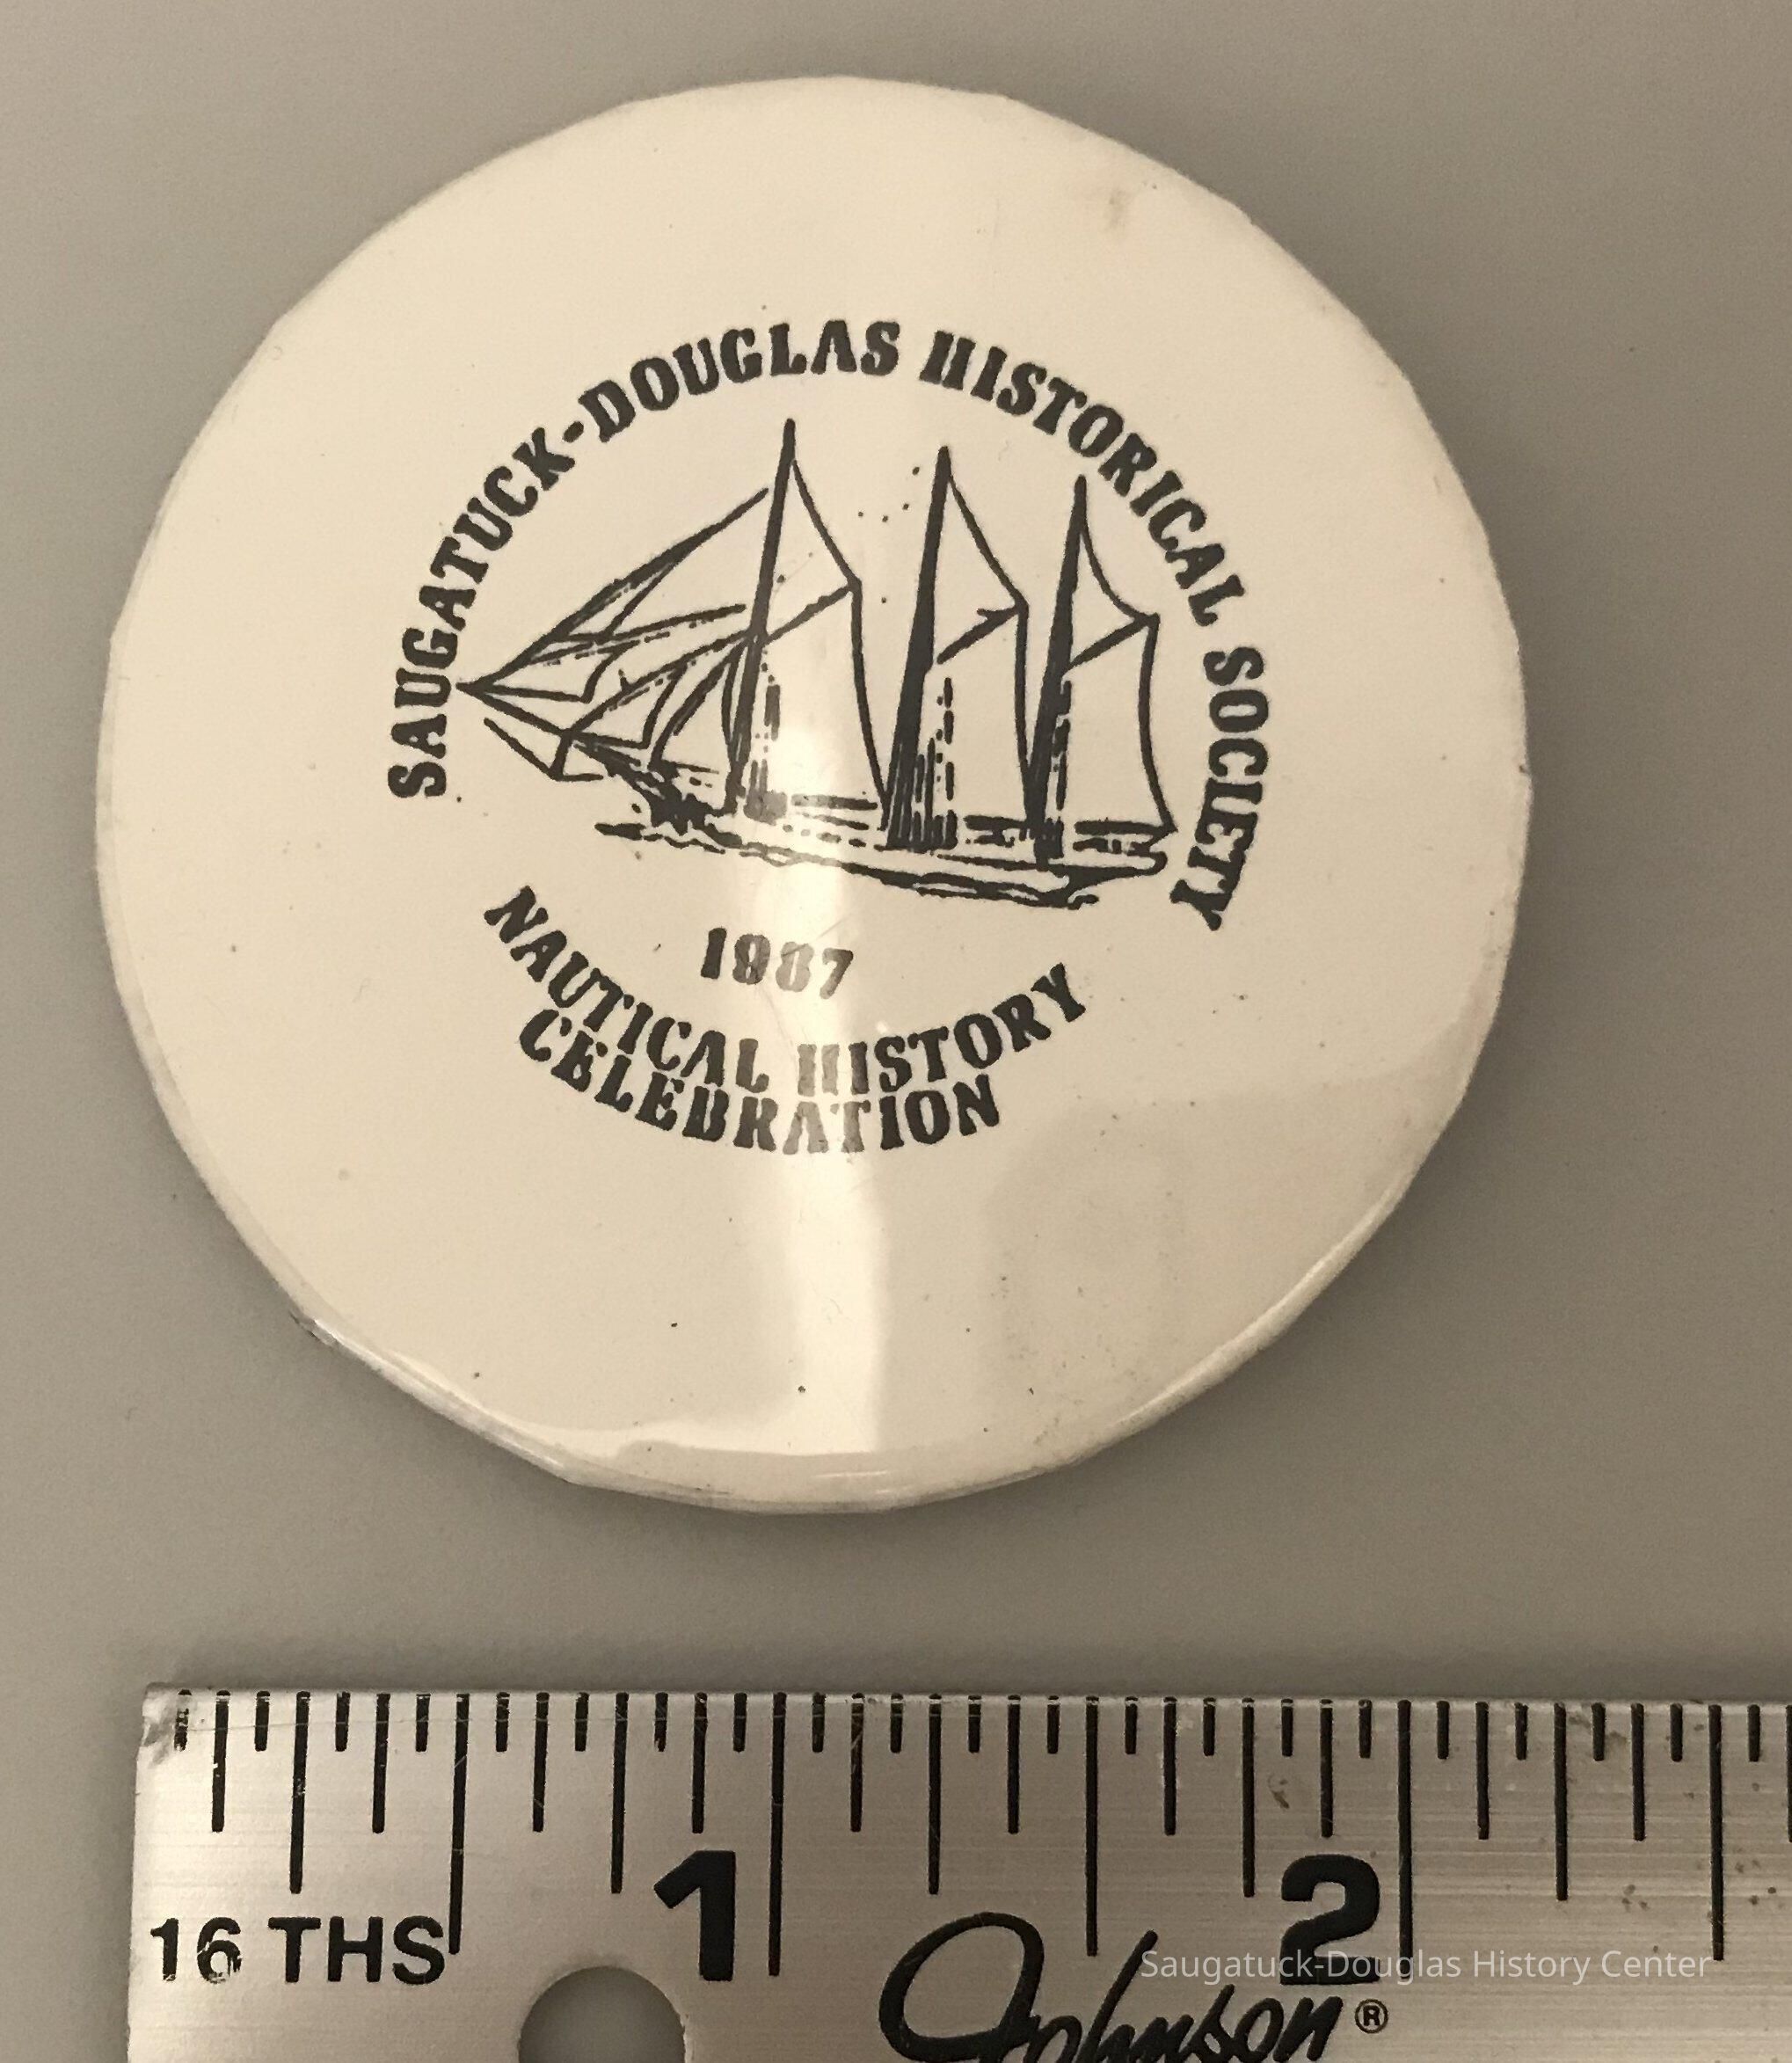 SAUGATUCK-DOUGLAS HISTORICAL SOCIETY
1987
NAUTICAL HISTORY
CELEBRATION
1
2
16 THS
Johnson®
Saugatuck-Douglas History Center